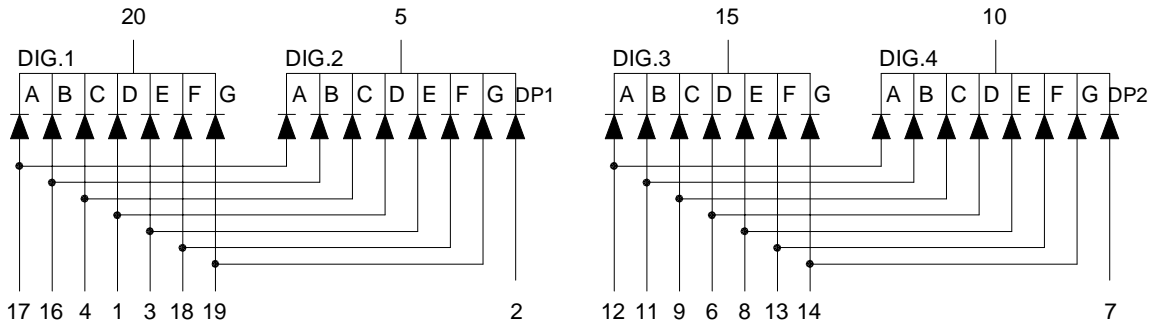 20 5 15 10
DIG.1 DIG.2 DIG.3 DIG.4
A B C D E F G A B C D E F G DP1 A B C D E F G A B C D E F G DP2
17 16 4 1 3 18 19 2 12 11 9 6 8 13 14 7